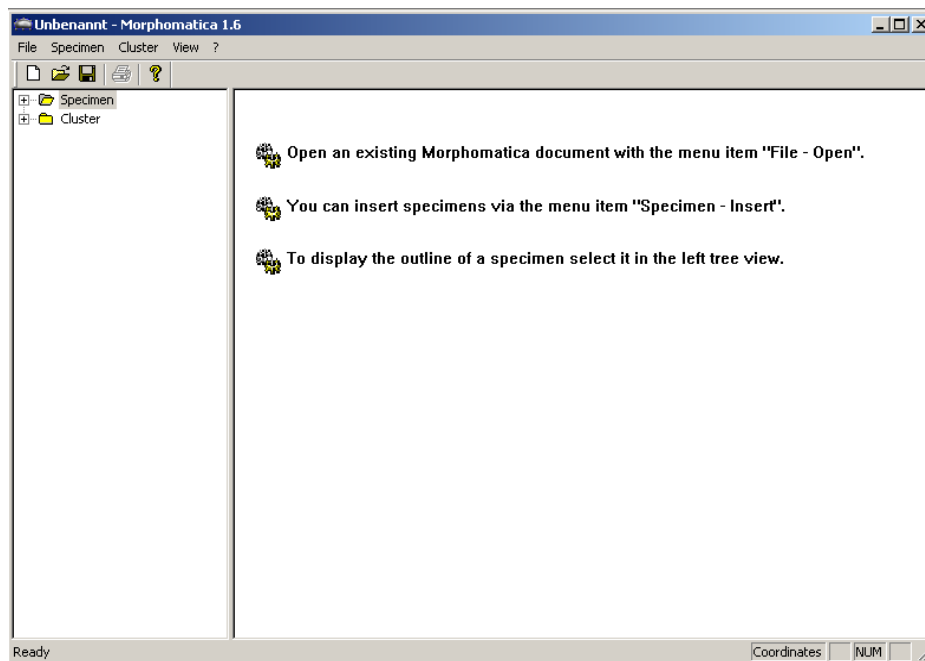 Unbenannt - Morphomatica 1.6
File Specimen Cluster View ?
Specimen
Cluster
Open an existing Morphomatica document with the menu item "File - Open".
You can insert specimens via the menu item "Specimen - Insert".
To display the outline of a specimen select it in the left tree view.
Ready Coordinates NUM